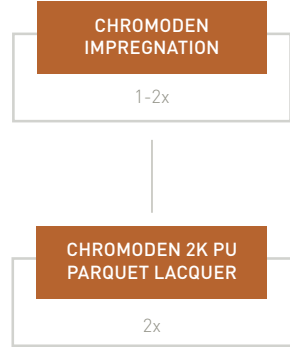 CHROMODEN
IMPREGNATION
1-2x
CHROMODEN 2K PU
PARQUET LACQUER
2x